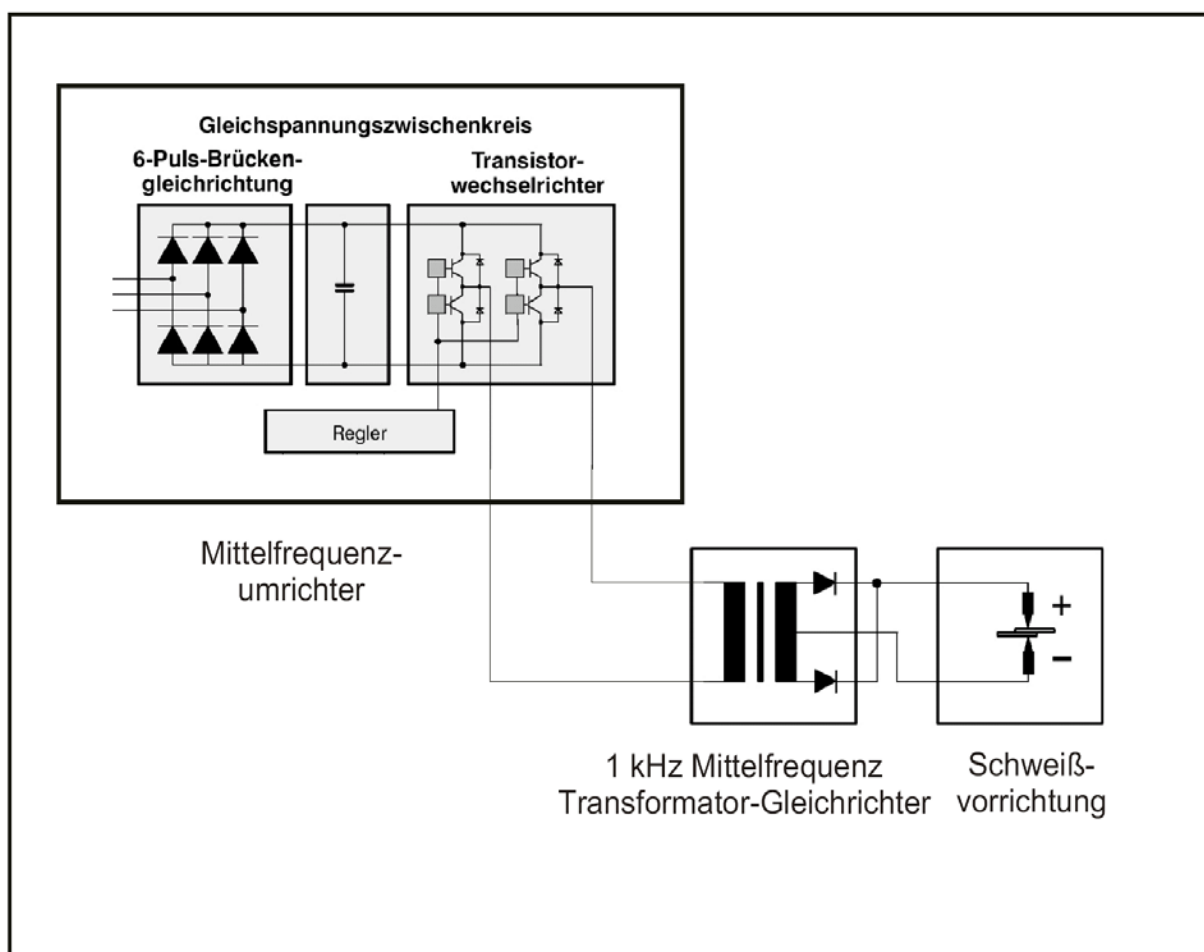 Gleichspannungszwischenkreis
6-Puls-Brücken-
gleichrichtung
Transistor-
wechselrichter
Regler
Mittelfrequenz-
umrichter
+
–
1 kHz Mittelfrequenz
Transformator-Gleichrichter
Schweiß-
vorrichtung